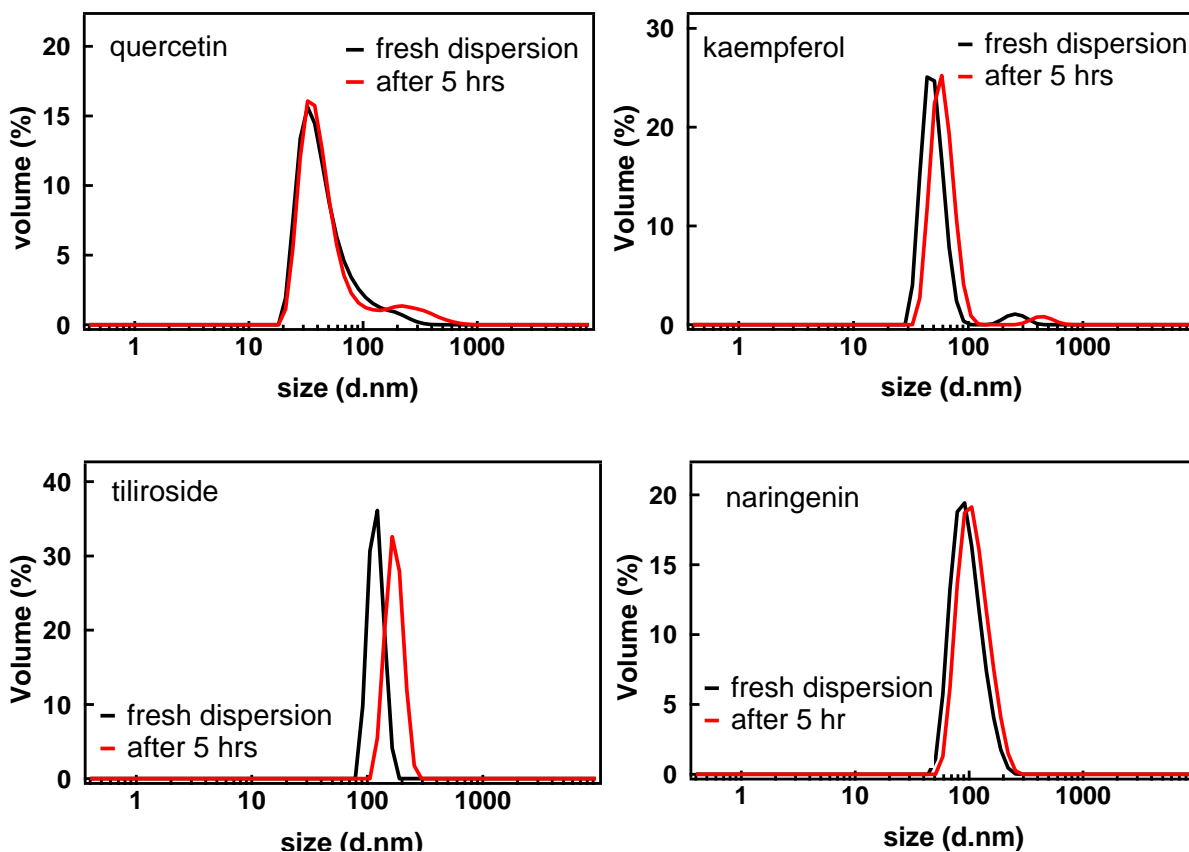 quercetin
fresh dispersion
after 5 hrs
volume (%)
20
15
10
5
0
1
10
100
1000
size (d.nm)
kaempferol
fresh dispersion
after 5 hrs
Volume (%)
30
20
10
0
1
10
100
1000
size (d.nm)
tiliroside
fresh dispersion
after 5 hrs
Volume (%)
40
30
20
10
0
1
10
100
1000
size (d.nm)
naringenin
fresh dispersion
after 5 hr
Volume (%)
20
15
10
5
0
1
10
100
1000
size (d.nm)